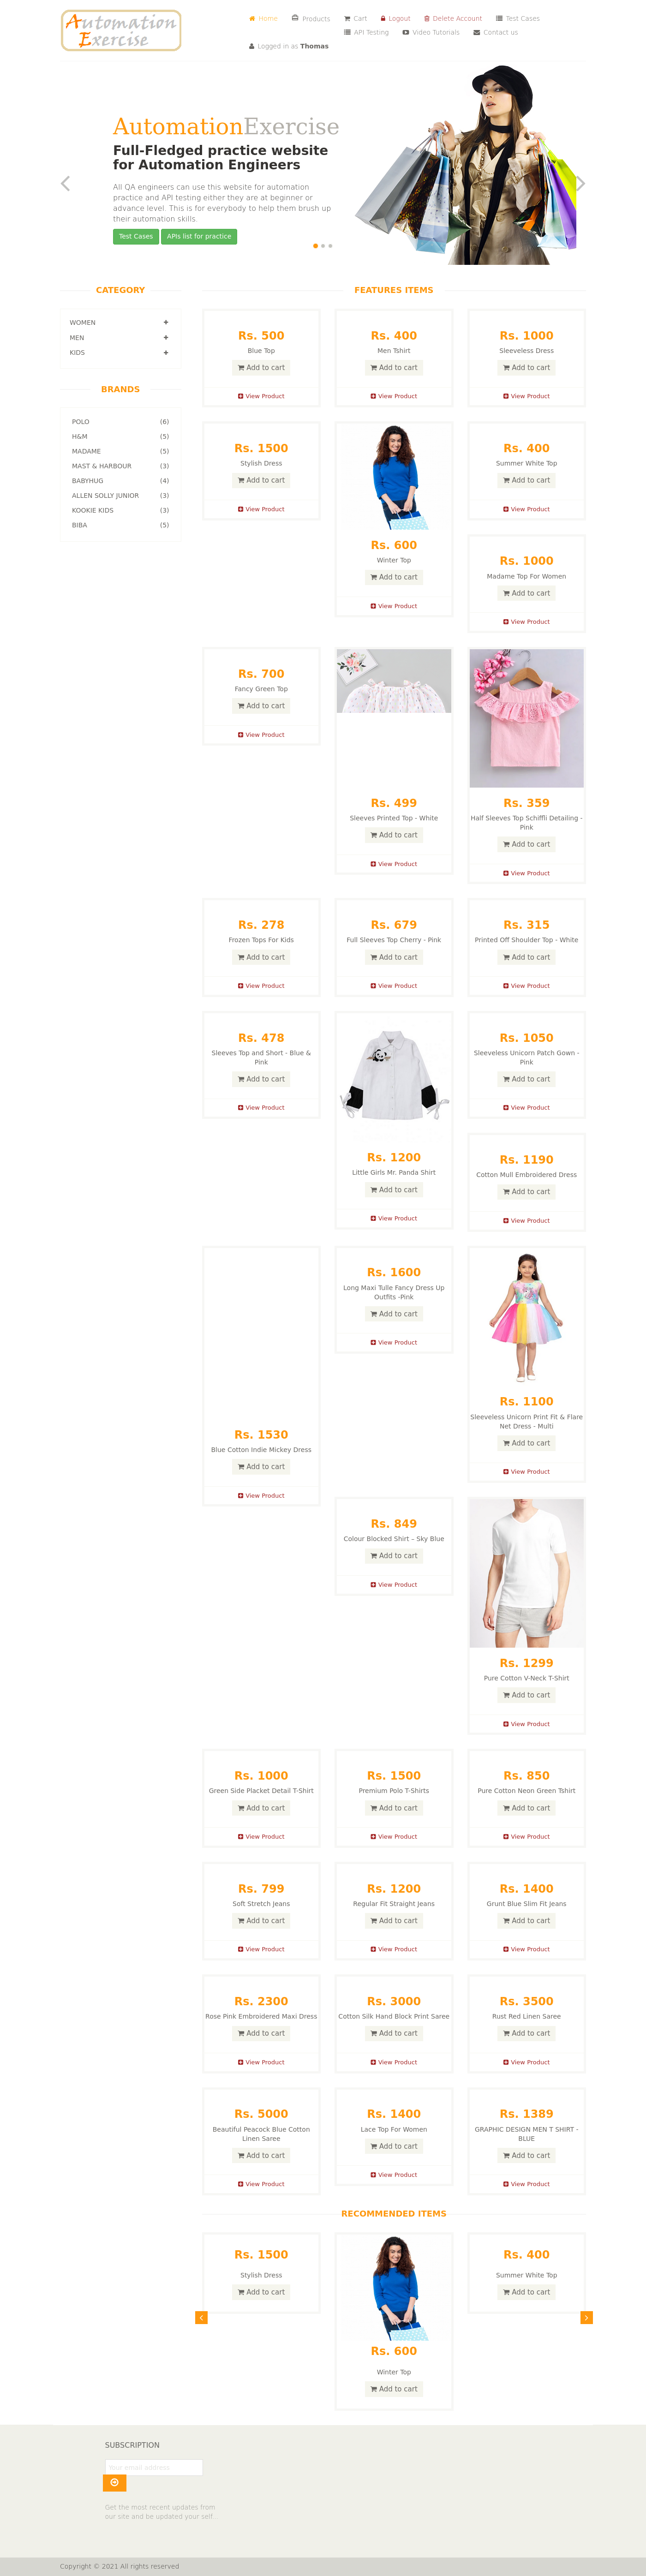 Automation
Exercise
Home
Products
Cart
Logout
Delete Account
Test Cases
API Testing
Video Tutorials
Contact us
Logged in as Thomas
AutomationExercise
Full-Fledged practice website
for Automation Engineers
All QA engineers can use this website for automation
practice and API testing either they are at beginner or
advance level. This is for everybody to help them brush up
their automation skills.
Test Cases
APIs list for practice
CATEGORY
WOMEN
MEN
KIDS
BRANDS
POLO (6)
H&M (5)
MADAME (5)
MAST & HARBOUR (3)
BABYHUG (4)
ALLEN SOLLY JUNIOR (3)
KOOKIE KIDS (3)
BIBA (5)
FEATURES ITEMS
Rs. 500
Blue Top
Add to cart
View Product
Rs. 400
Men Tshirt
Add to cart
View Product
Rs. 1000
Sleeveless Dress
Add to cart
View Product
Rs. 1500
Stylish Dress
Add to cart
View Product
Rs. 600
Winter Top
Add to cart
View Product
Rs. 400
Summer White Top
Add to cart
View Product
Rs. 1000
Madame Top For Women
Add to cart
View Product
Rs. 700
Fancy Green Top
Add to cart
View Product
Rs. 499
Sleeves Printed Top - White
Add to cart
View Product
Rs. 359
Half Sleeves Top Schiffli Detailing -
Pink
Add to cart
View Product
Rs. 278
Frozen Tops For Kids
Add to cart
View Product
Rs. 679
Full Sleeves Top Cherry - Pink
Add to cart
View Product
Rs. 315
Printed Off Shoulder Top - White
Add to cart
View Product
Rs. 478
Sleeves Top and Short - Blue &
Pink
Add to cart
View Product
Rs. 1200
Little Girls Mr. Panda Shirt
Add to cart
View Product
Rs. 1050
Sleeveless Unicorn Patch Gown -
Pink
Add to cart
View Product
Rs. 1190
Cotton Mull Embroidered Dress
Add to cart
View Product
Rs. 1530
Blue Cotton Indie Mickey Dress
Add to cart
View Product
Rs. 1600
Long Maxi Tulle Fancy Dress Up
Outfits -Pink
Add to cart
View Product
Rs. 1100
Sleeveless Unicorn Print Fit & Flare
Net Dress - Multi
Add to cart
View Product
Rs. 849
Colour Blocked Shirt – Sky Blue
Add to cart
View Product
Rs. 1299
Pure Cotton V-Neck T-Shirt
Add to cart
View Product
Rs. 1000
Green Side Placket Detail T-Shirt
Add to cart
View Product
Rs. 1500
Premium Polo T-Shirts
Add to cart
View Product
Rs. 850
Pure Cotton Neon Green Tshirt
Add to cart
View Product
Rs. 799
Soft Stretch Jeans
Add to cart
View Product
Rs. 1200
Regular Fit Straight Jeans
Add to cart
View Product
Rs. 1400
Grunt Blue Slim Fit Jeans
Add to cart
View Product
Rs. 2300
Rose Pink Embroidered Maxi Dress
Add to cart
View Product
Rs. 3000
Cotton Silk Hand Block Print Saree
Add to cart
View Product
Rs. 3500
Rust Red Linen Saree
Add to cart
View Product
Rs. 5000
Beautiful Peacock Blue Cotton
Linen Saree
Add to cart
View Product
Rs. 1400
Lace Top For Women
Add to cart
View Product
Rs. 1389
GRAPHIC DESIGN MEN T SHIRT -
BLUE
Add to cart
View Product
RECOMMENDED ITEMS
Rs. 1500
Stylish Dress
Add to cart
Rs. 600
Winter Top
Add to cart
Rs. 400
Summer White Top
Add to cart
SUBSCRIPTION
Your email address
Get the most recent updates from
our site and be updated your self...
Copyright © 2021 All rights reserved